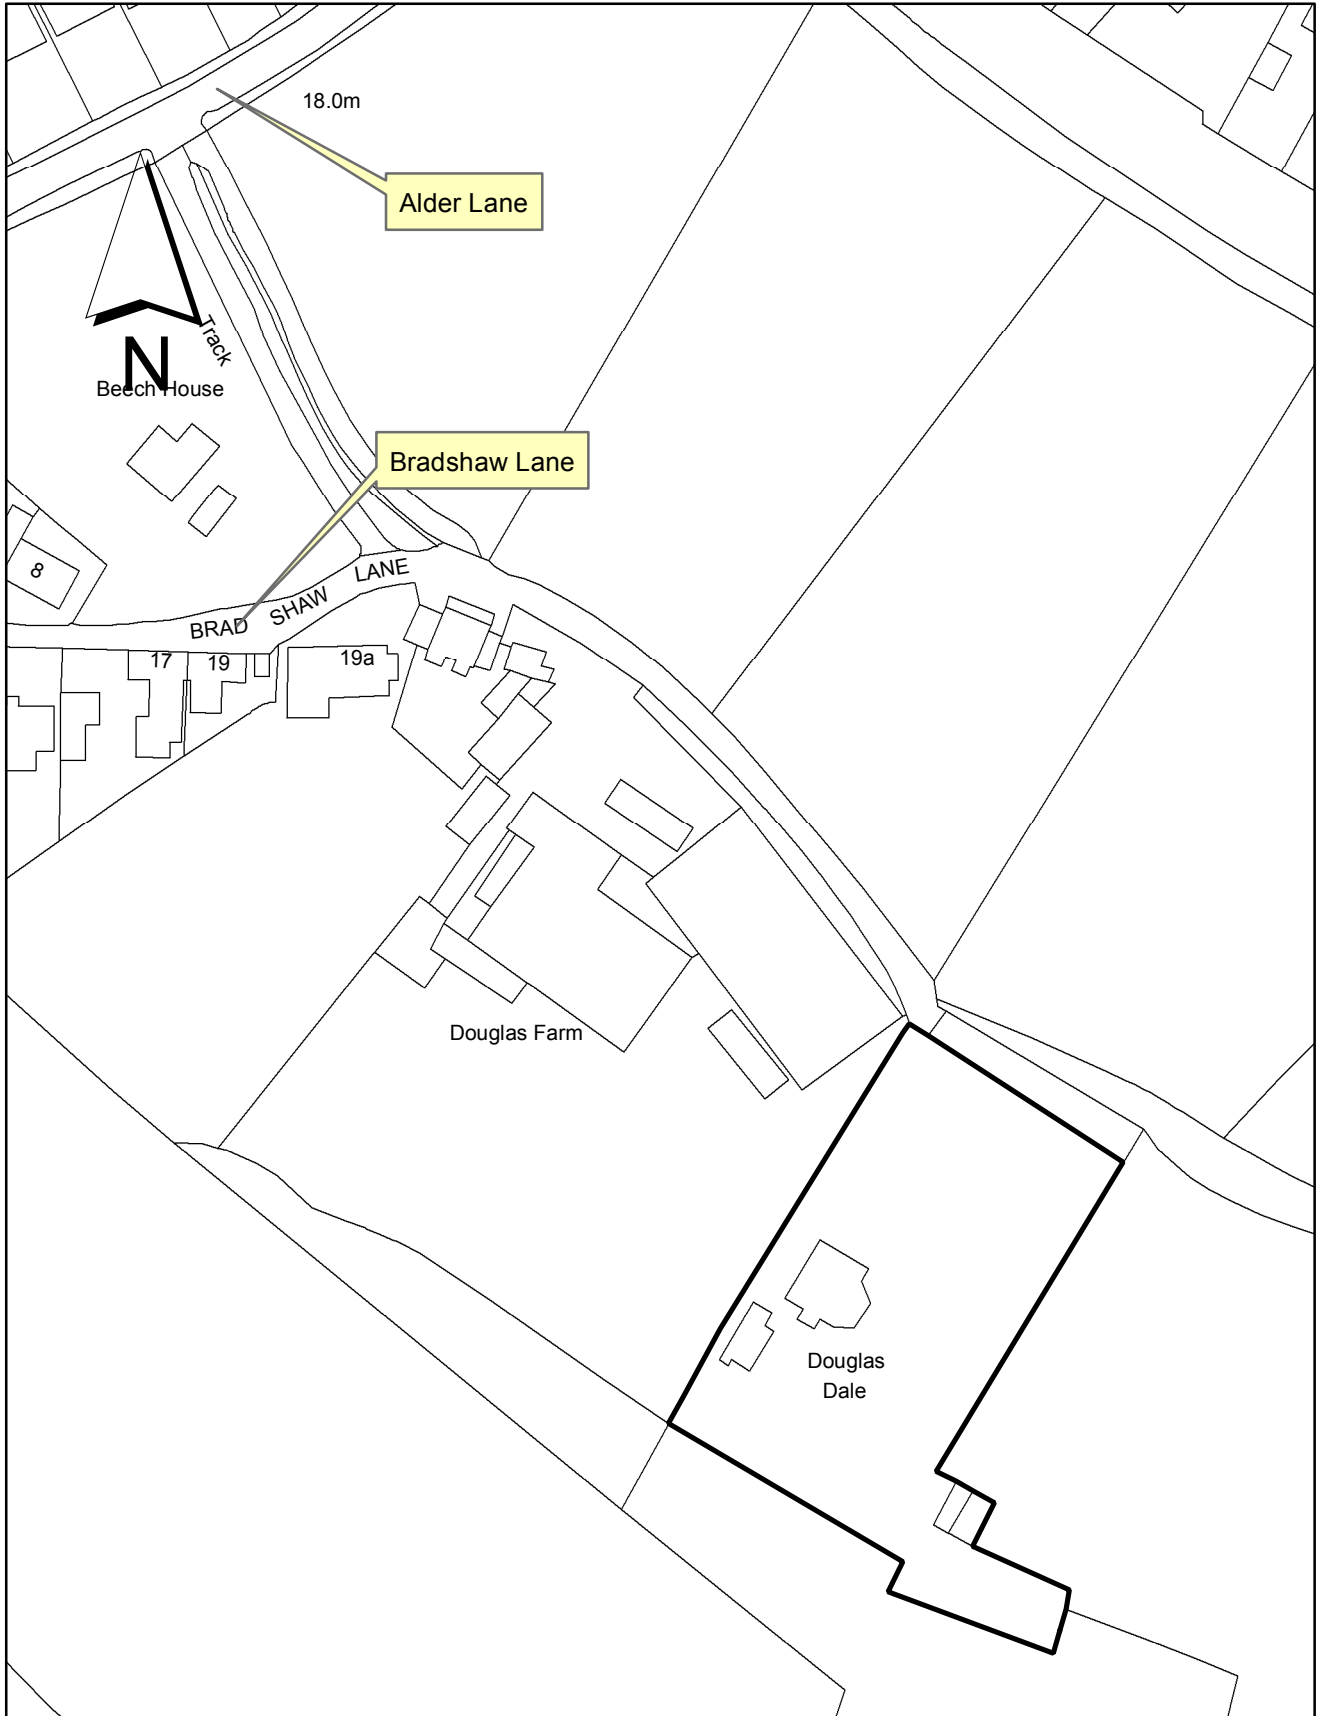 18.0m
Alder Lane
Track
N
Beech House
Bradshaw Lane
8
BRAD SHAW LANE
17
19
19a
Douglas Farm
Douglas
Dale